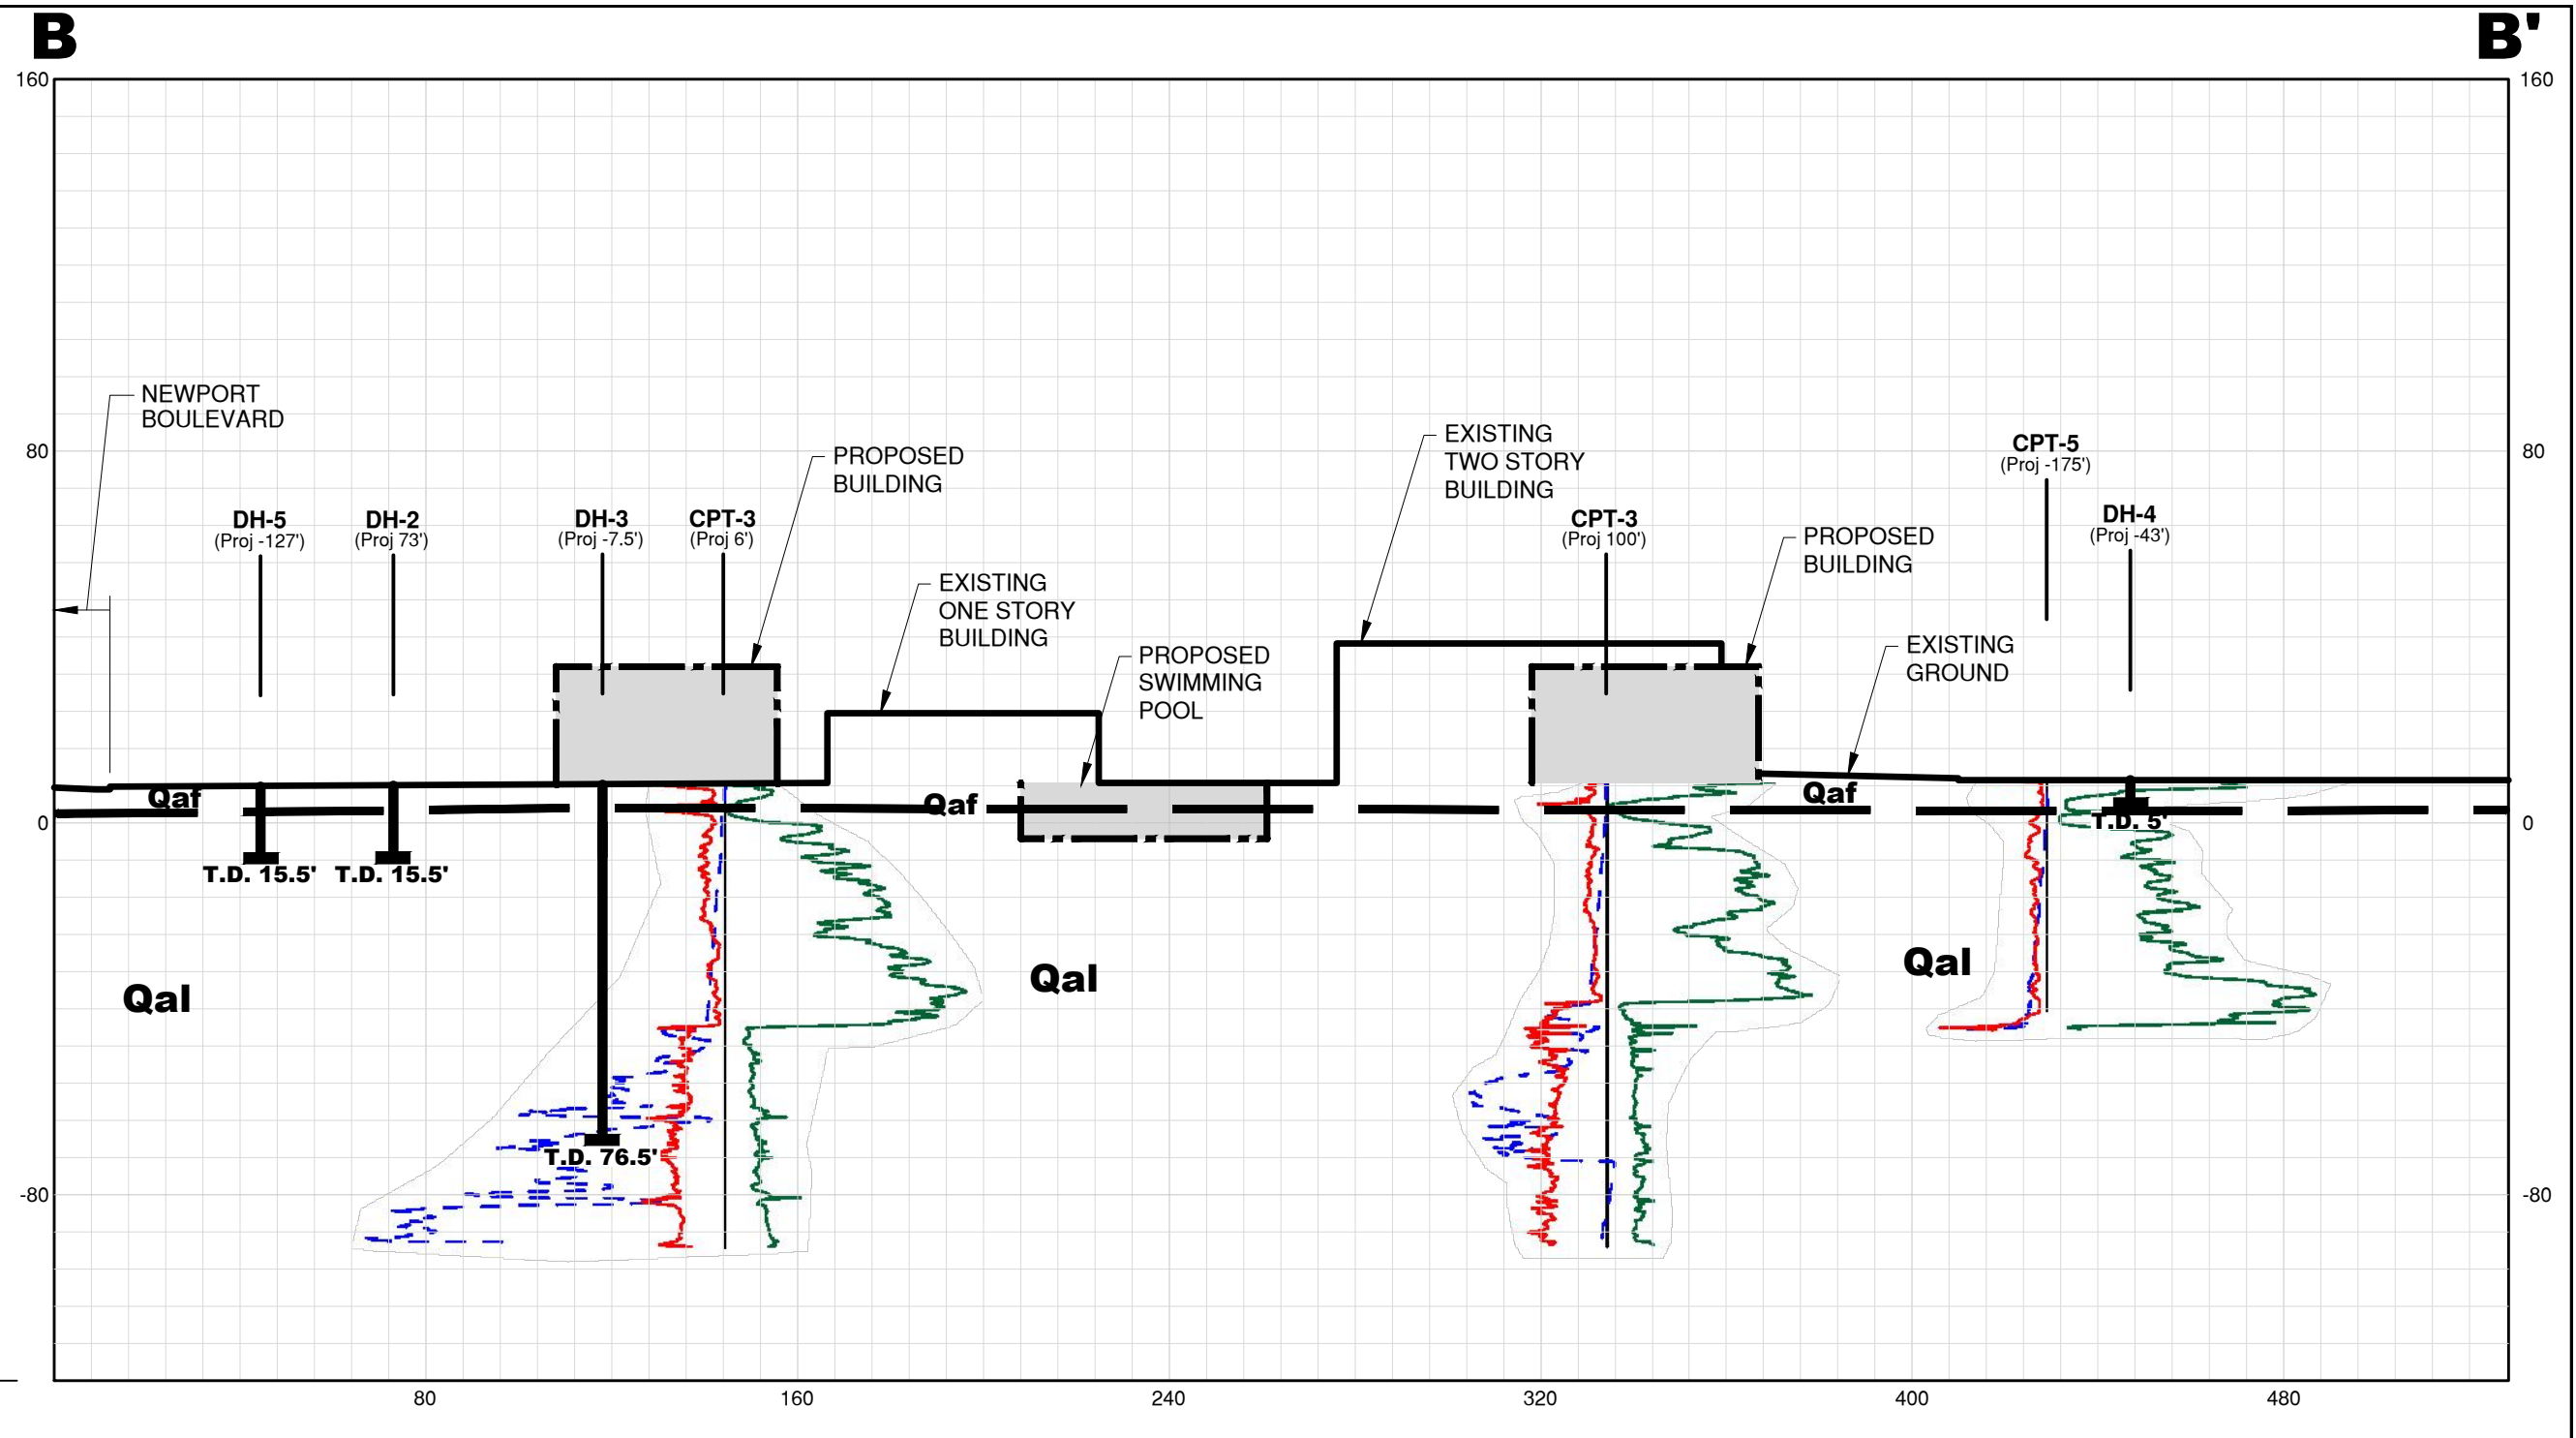 B
B'
160
160
NEWPORT
BOULEVARD
EXISTING
TWO STORY
BUILDING
CPT-5
(Proj -175')
80
PROPOSED
BUILDING
80
DH-5
(Proj -127')
DH-2
(Proj 73')
DH-3
(Proj -7.5')
CPT-3
(Proj 6')
CPT-3
(Proj 100')
DH-4
(Proj -43')
PROPOSED
BUILDING
EXISTING
ONE STORY
BUILDING
PROPOSED
SWIMMING
POOL
EXISTING
GROUND
Qaf
Qaf
Qaf
0
T.D. 5'
0
T.D. 15.5'
T.D. 15.5'
Qal
Qal
Qal
T.D. 76.5'
-80
-80
80
160
240
320
400
480